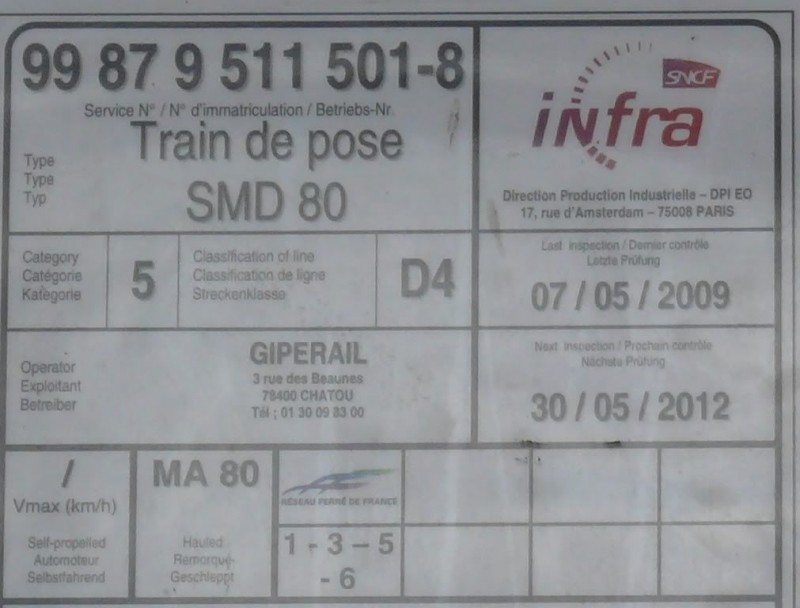 99 87 9 511 501-8
Service N° / N° d'immatriculation / Betriebs-Nr.
Type
Type
Typ
Train de pose
SMD 80
SNCF
infra
Direction Production Industrielle – DPI EO
17, rue d'Amsterdam – 75008 PARIS
Category
Catégorie
Kategorie
5
Classification of line
Classification de ligne
Streckenklasse
D4
Last inspection / Dernier contrôle
Letzte Prüfung
07 / 05 / 2009
Operator
Exploitant
Betreiber
GIPERAIL
3 rue des Beaunes
78400 CHATOU
Tél ; 01 30 09 83 00
Next inspection / Prochain contrôle
Nächste Prüfung
30 / 05 / 2012
/
Vmax (km/h)
Self-propelled
Automoteur
Selbstfahrend
MA 80
Hauled
Remorqué
Geschleppt
RÉSEAU FERRÉ DE FRANCE
1 - 3 – 5
- 6